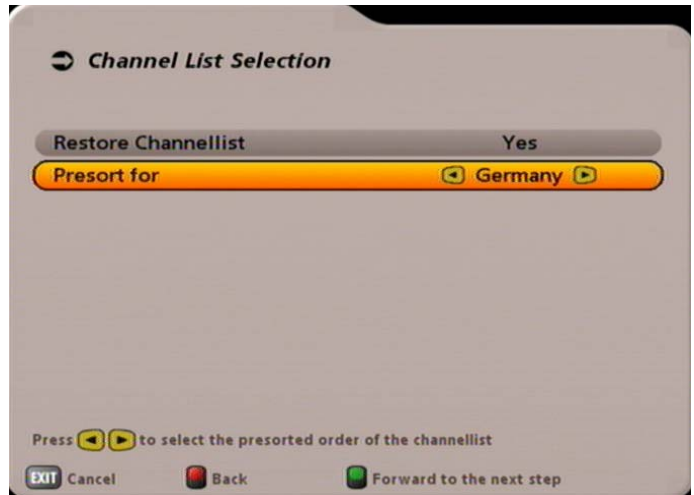 Channel List Selection
Restore Channellist Yes
Presort for Germany
Press to select the presorted order of the channellist
EXIT Cancel Back Forward to the next step